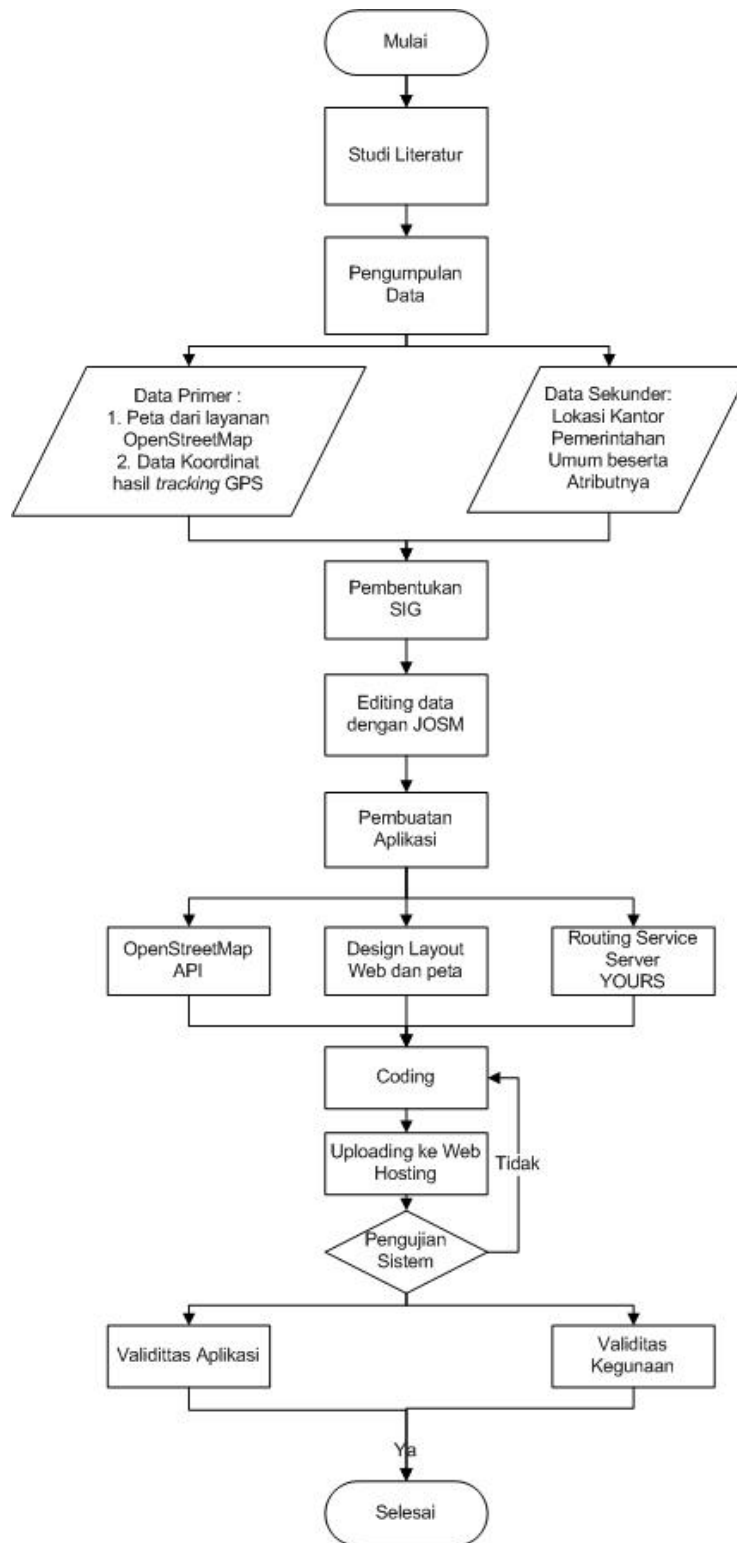 Mulai
Studi Literatur
Pengumpulan
Data
Data Primer :
1. Peta dari layanan
OpenStreetMap
2. Data Koordinat
hasil tracking GPS
Data Sekunder:
Lokasi Kantor
Pemerintahan
Umum beserta
Atributnya
Pembentukan
SIG
Editing data
dengan JOSM
Pembuatan
Aplikasi
OpenStreetMap
API
Design Layout
Web dan peta
Routing Service
Server
YOURS
Coding
Uploading ke Web
Hosting
Tidak
Pengujian
Sistem
Validittas Aplikasi
Validitas
Kegunaan
Ya
Selesai